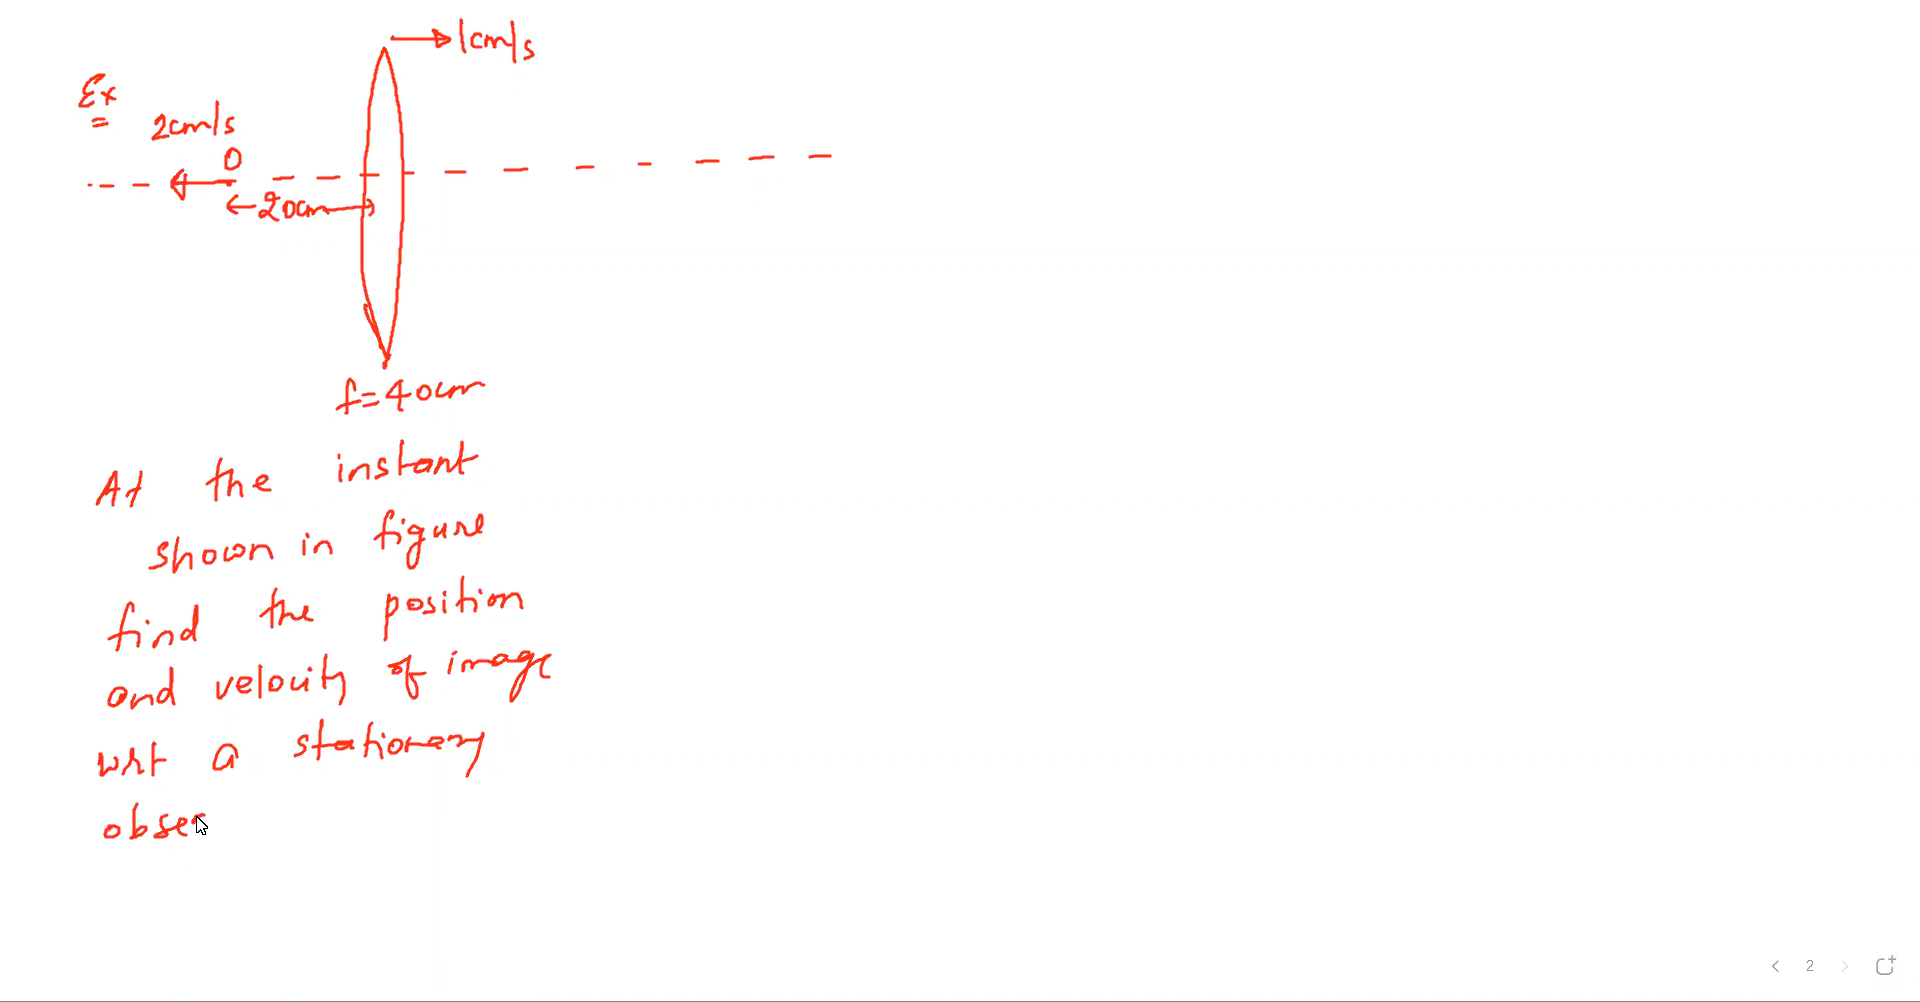 1cm/s
Ex
2cm/s
O
20cm
f=40cm
At the instant
shown in figure
find the position
and velocity of image
wrt a stationary
obser
2